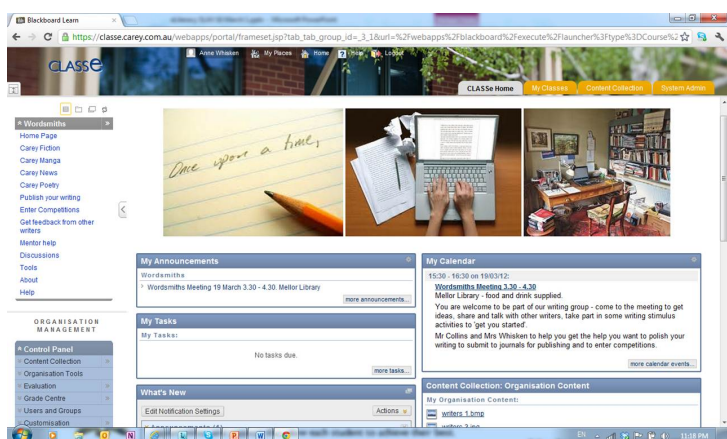 Blackboard Learn
https://classe.carey.com.au/webapps/portal/frameset.jsp?tab_tab_group_id=_3_1&url=%2Fwebapps%2Fblackboard%2Fexecute%2Flauncher%3Ftype%3DCourse%2
CLASSe
Anne Whisken My Places Home Help Logout
CLASSe Home My Classes Content Collection System Admin
Wordsmiths
Home Page
Carey Fiction
Carey Manga
Carey News
Carey Poetry
Publish your writing
Enter Competitions
Get feedback from other
writers
Mentor help
Discussions
Tools
About
Help
ORGANISATION
MANAGEMENT
Control Panel
Content Collection
Organisation Tools
Evaluation
Grade Centre
Users and Groups
Customisation
Once upon a time,
My Announcements
Wordsmiths
Wordsmiths Meeting 19 March 3.30 - 4.30. Mellor Library
more announcements...
My Tasks
My Tasks:
No tasks due.
more tasks...
What's New
Edit Notification Settings Actions
My Calendar
15:30 - 16:30 on 19/03/12:
Wordsmiths Meeting 3.30 - 4.30
Mellor Library - food and drink supplied.
You are welcome to be part of our writing group - come to the meeting to get
ideas, share and talk with other writers, take part in some writing stimulus
activities to 'get you started'.
Mr Collins and Mrs Whisken to help you get the help you want to polish your
writing to submit to journals for publishing and to enter competitions.
more calendar events...
Content Collection: Organisation Content
My Organisation Content:
writers 1.bmp
EN
11:18 PM